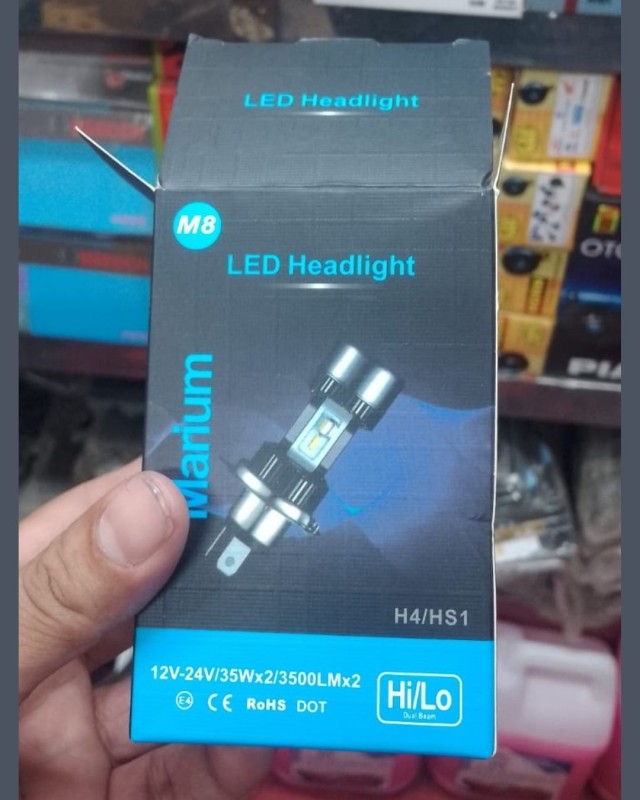 LED Headlight
M8
LED Headlight
Marium
H4/HS1
12V-24V/35Wx2/3500LMx2
E4 CE RoHS DOT
Hi/Lo
Dual Beam